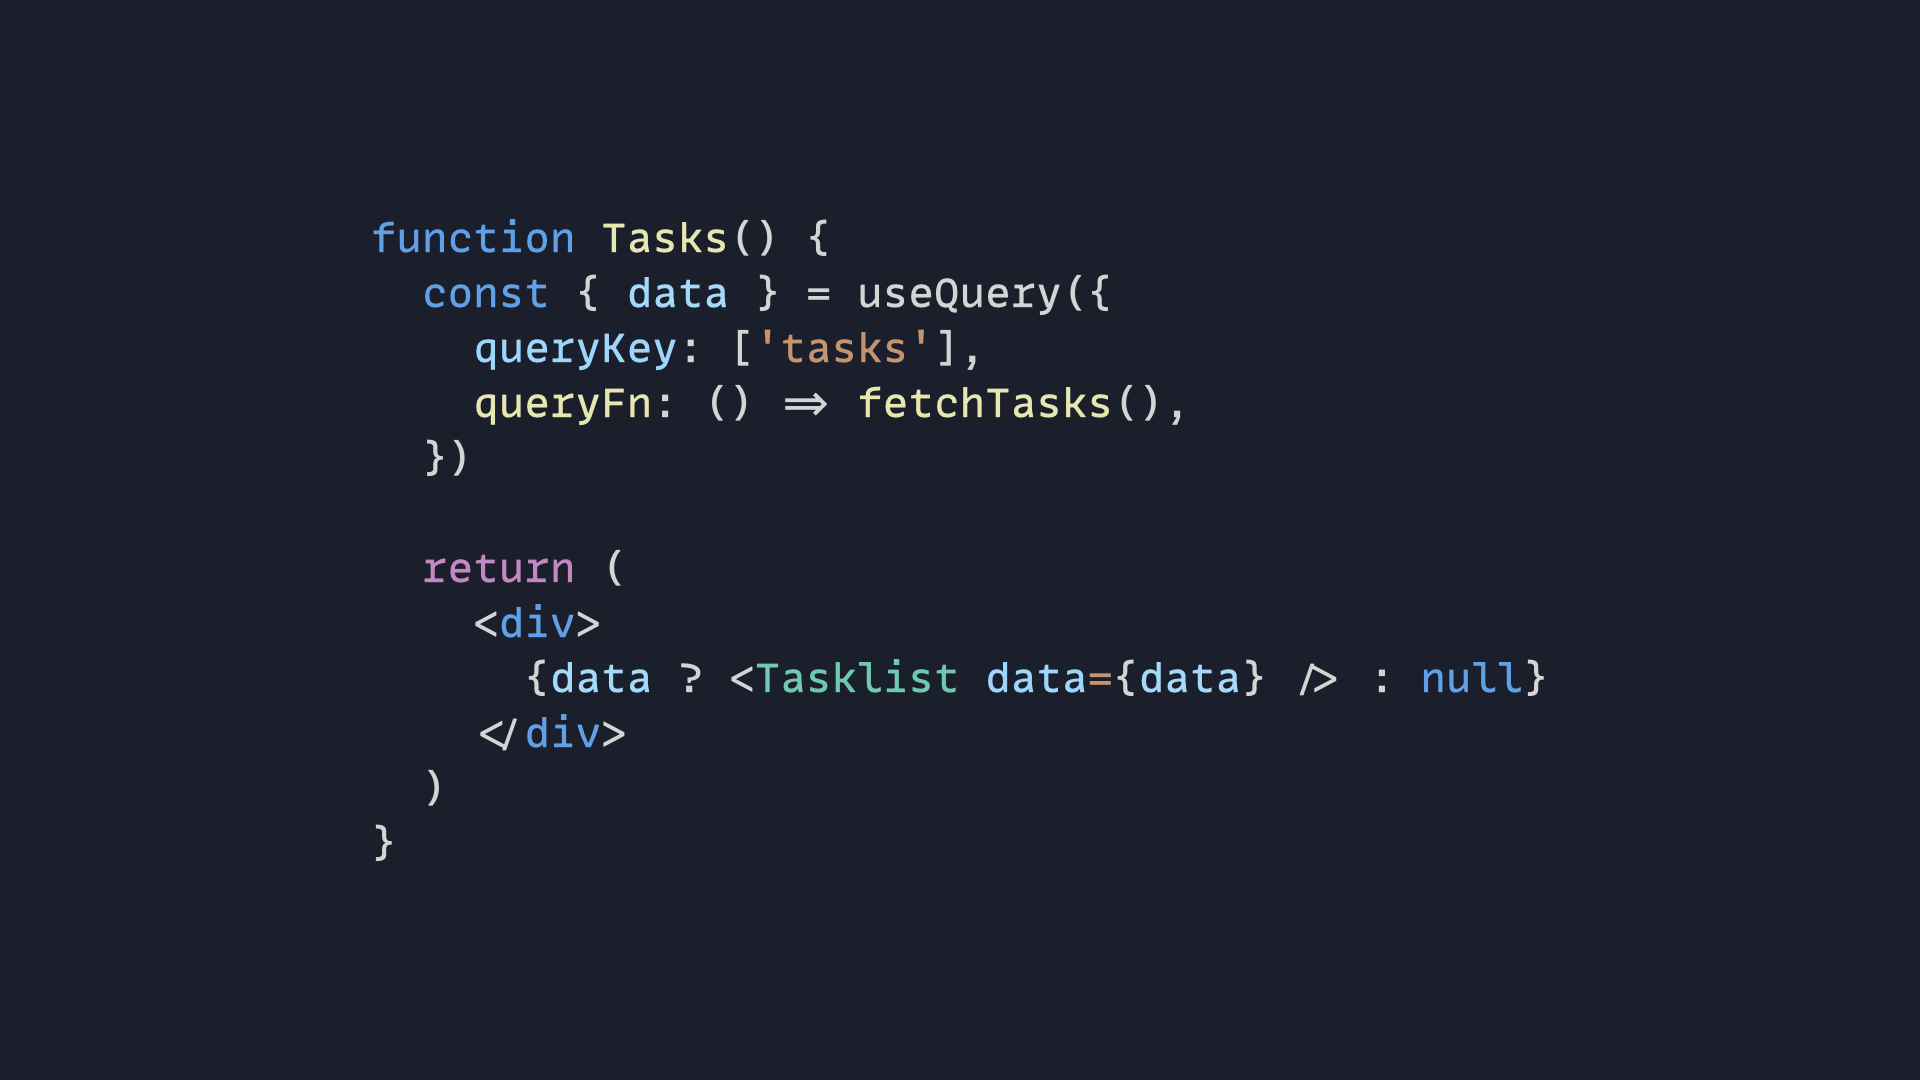 function Tasks() {
  const { data } = useQuery({
    queryKey: ['tasks'],
    queryFn: () => fetchTasks(),
  })

  return (
    <div>
      {data ? <Tasklist data={data} /> : null}
    </div>
  )
}